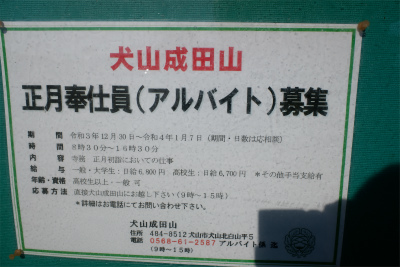 犬山成田山
正月奉仕員(アルバイト)募集
期　間　令和3年12月30日～令和4年1月7日(期間・日数は応相談)
時　間　8時30分～16時30分
内　容　寺務　正月初詣においての仕事
給　与　一般・大学生:日給6,900円　高校生:日給6,700円　＊その他手当支給有
年齢・資格　高校生以上・一般 可
応募方法　直接犬山成田山にお越し下さい(9時～15時)
＊詳細はお電話にてお問い合わせ下さい。
犬山成田山
住所　484-8512 犬山市犬山北白山平5
電話　0568-61-2587 アルバイト係 迄
(9時～15時)